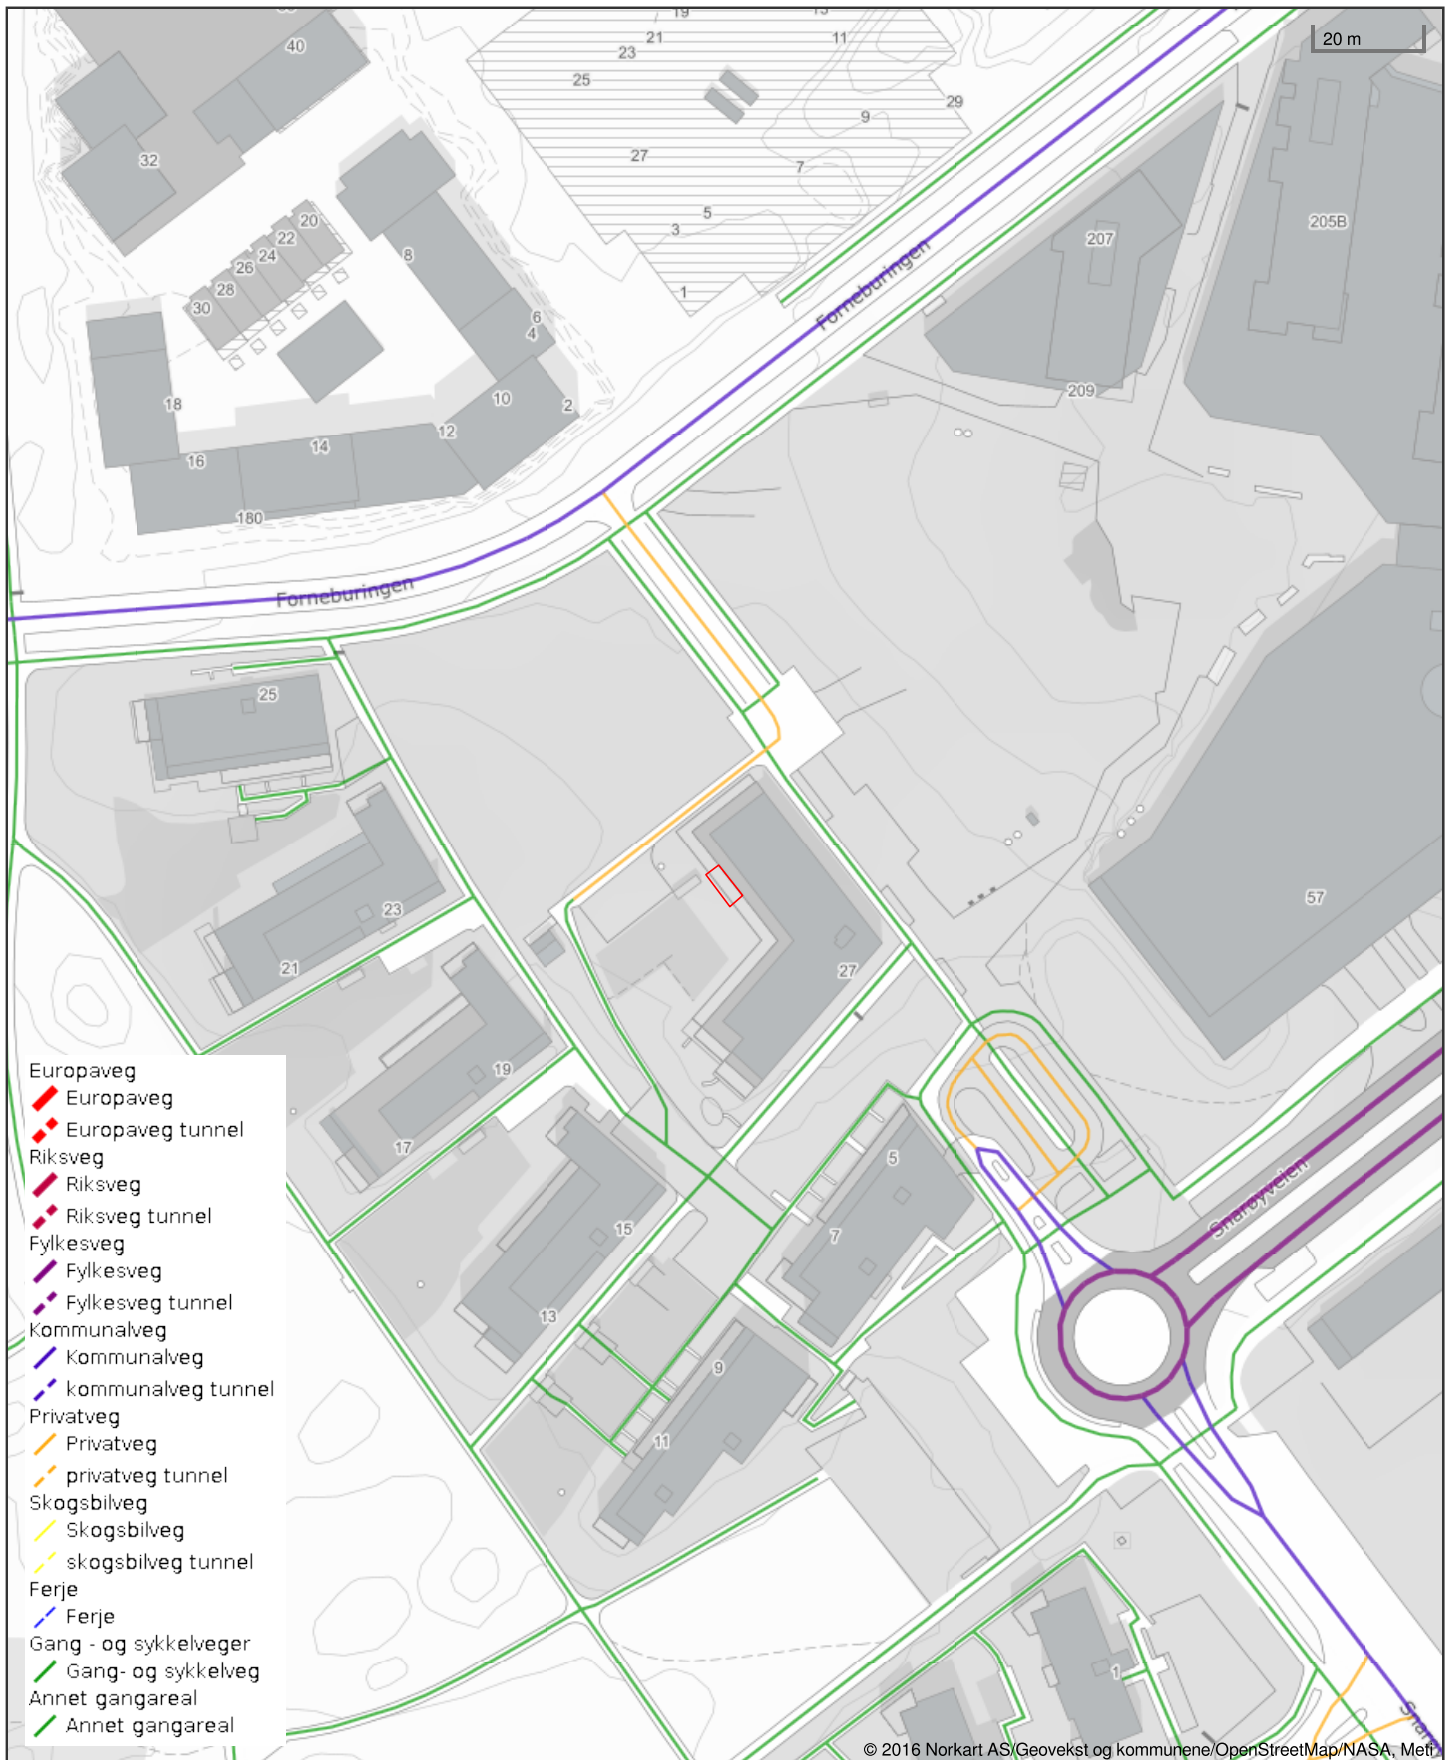 19
13
40
21
11
20 m
23
25
29
9
27
32
7
5
20
3
205B
22
207
24
8
26
Forneburingen
28
1
30
6
4
209
10
18
2
12
14
16
180
Forneburingen
25
57
23
21
27
19
17
5
15
7
Snarøyveien
13
9
11
1
Europaveg
Europaveg
Europaveg tunnel
Riksveg
Riksveg
Riksveg tunnel
Fylkesveg
Fylkesveg
Fylkesveg tunnel
Kommunalveg
Kommunalveg
kommunalveg tunnel
Privatveg
Privatveg
privatveg tunnel
Skogsbilveg
Skogsbilveg
skogsbilveg tunnel
Ferje
Ferje
Gang - og sykkelveger
Gang- og sykkelveg
Annet gangareal
Annet gangareal
Snar
© 2016 Norkart AS/Geovekst og kommunene/OpenStreetMap/NASA, Meti